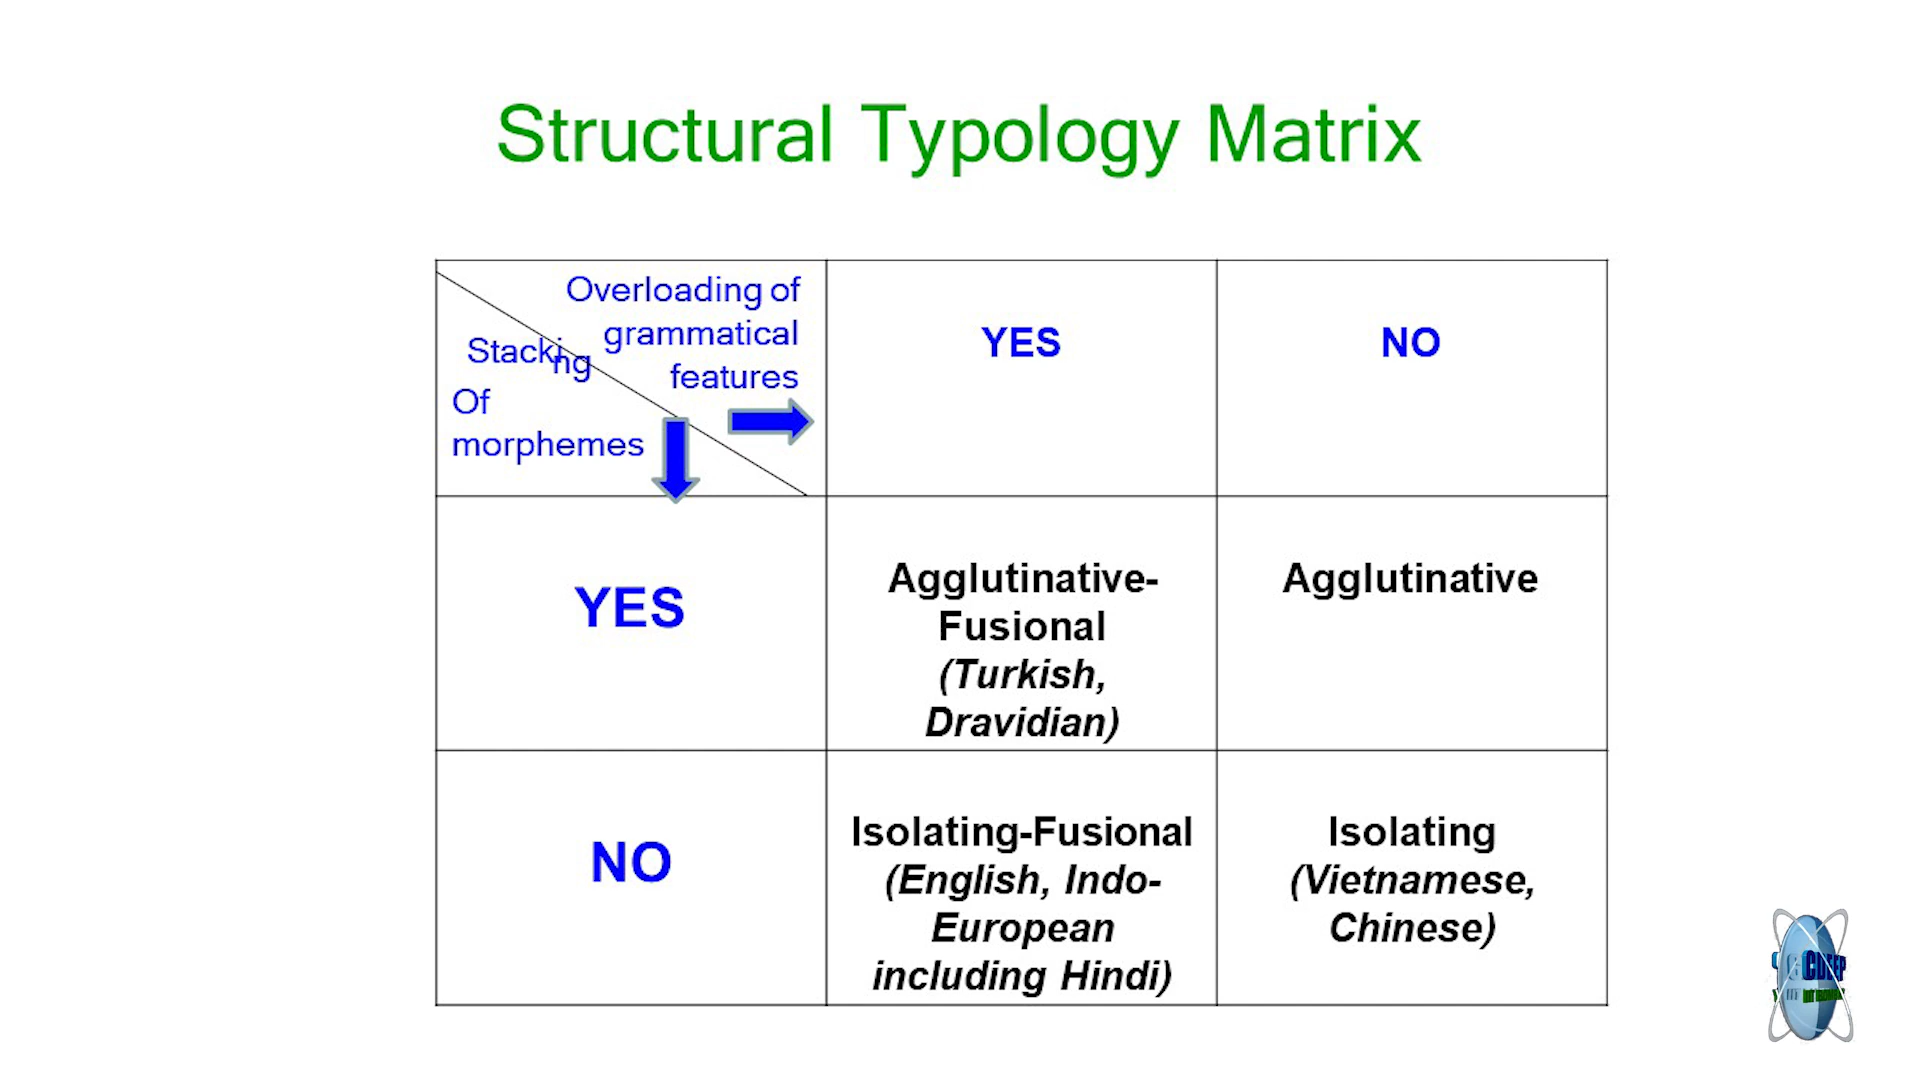 Structural Typology Matrix
Overloading of
grammatical
features
Stacking
Of
morphemes
YES
NO
YES
Agglutinative-
Fusional
(Turkish,
Dravidian)
Agglutinative
NO
Isolating-Fusional
(English, Indo-
European
including Hindi)
Isolating
(Vietnamese,
Chinese)
CDEEP